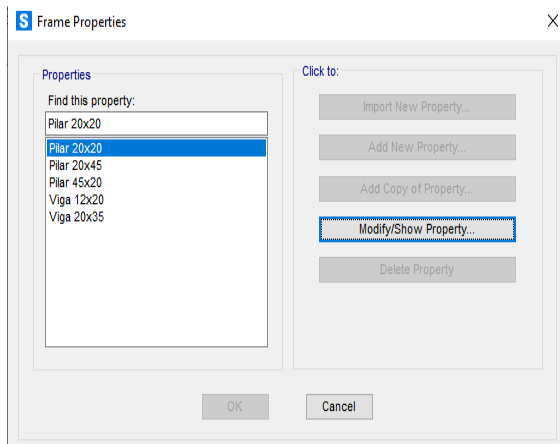 S Frame Properties
Properties
Find this property:
Pilar 20x20
Pilar 20x20
Pilar 20x45
Pilar 45x20
Viga 12x20
Viga 20x35
Click to:
Import New Property...
Add New Property...
Add Copy of Property...
Modify/Show Property...
Delete Property
OK
Cancel